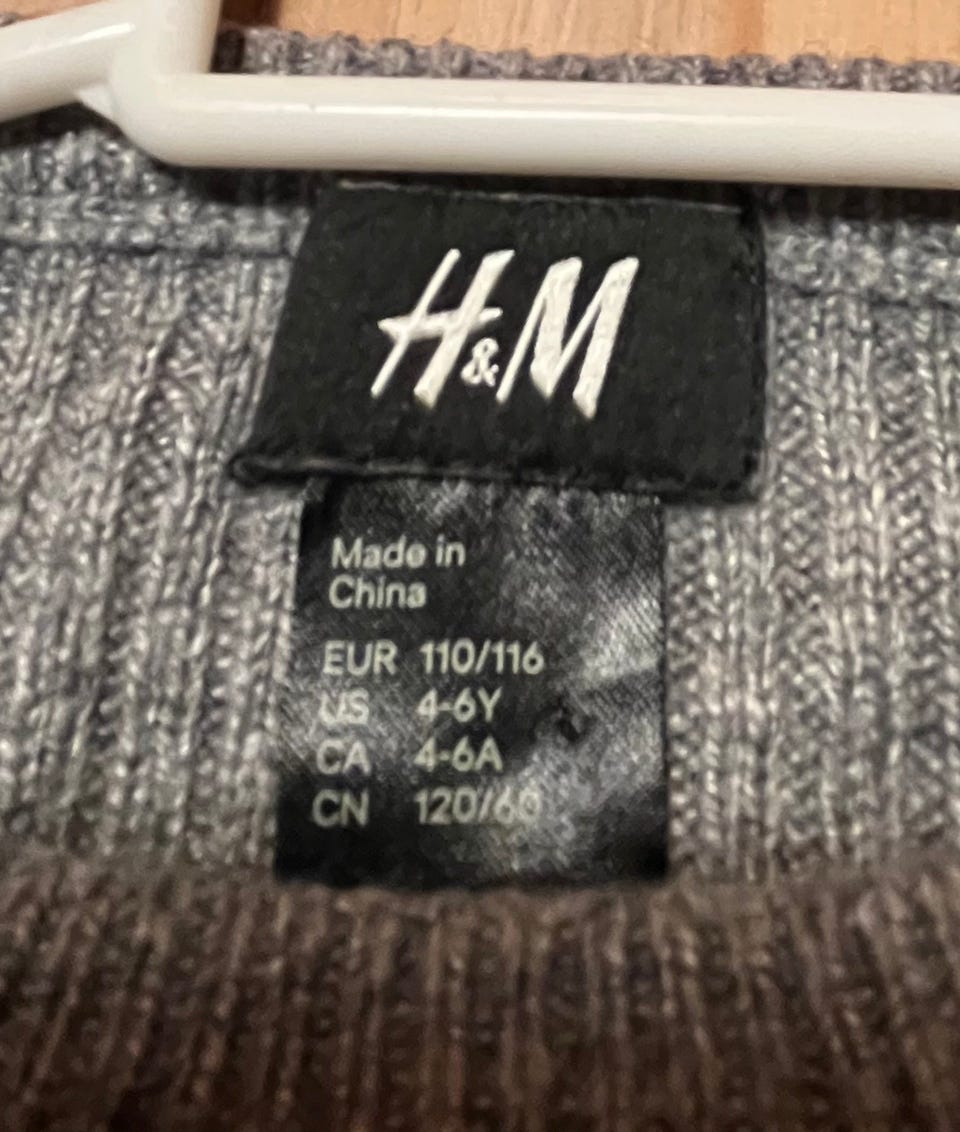 H&M
Made in
China
EUR 110/116
US 4-6Y
CA 4-6A
CN 120/60